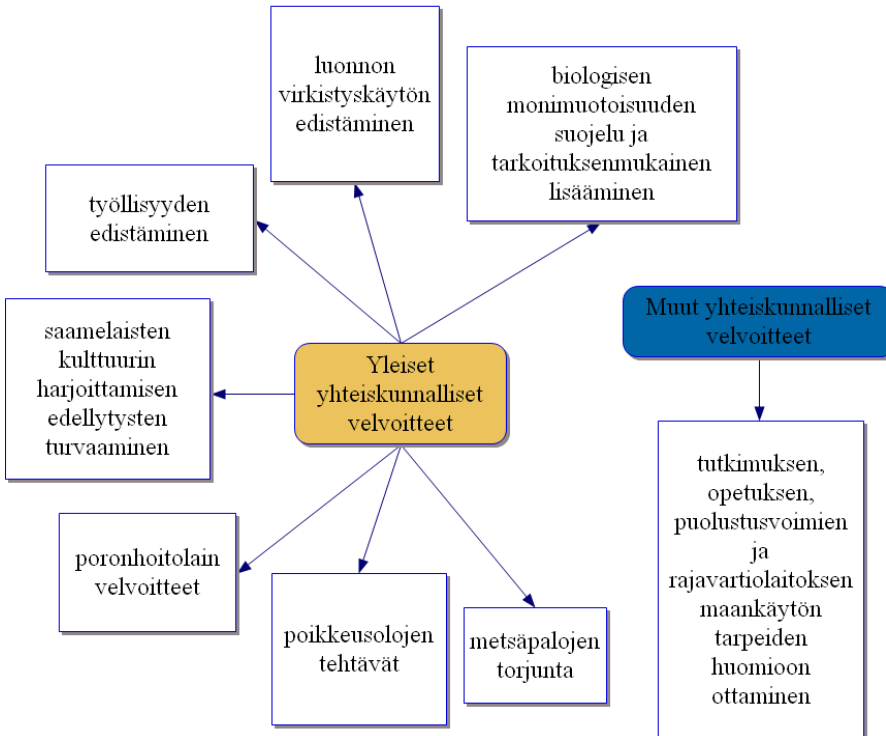 luonnon
virkistyskäytön
edistäminen
biologisen
monimuotoisuuden
suojelu ja
tarkoituksenmukainen
lisääminen
työllisyyden
edistäminen
saamelaisten
kulttuurin
harjoittamisen
edellytysten
turvaaminen
Yleiset
yhteiskunnalliset
velvoitteet
Muut yhteiskunnalliset
velvoitteet
poronhoitolain
velvoitteet
poikkeusolojen
tehtävät
metsäpalojen
torjunta
tutkimuksen,
opetuksen,
puolustusvoimien
ja
rajavartiolaitoksen
maankäytön
tarpeiden
huomioon
ottaminen